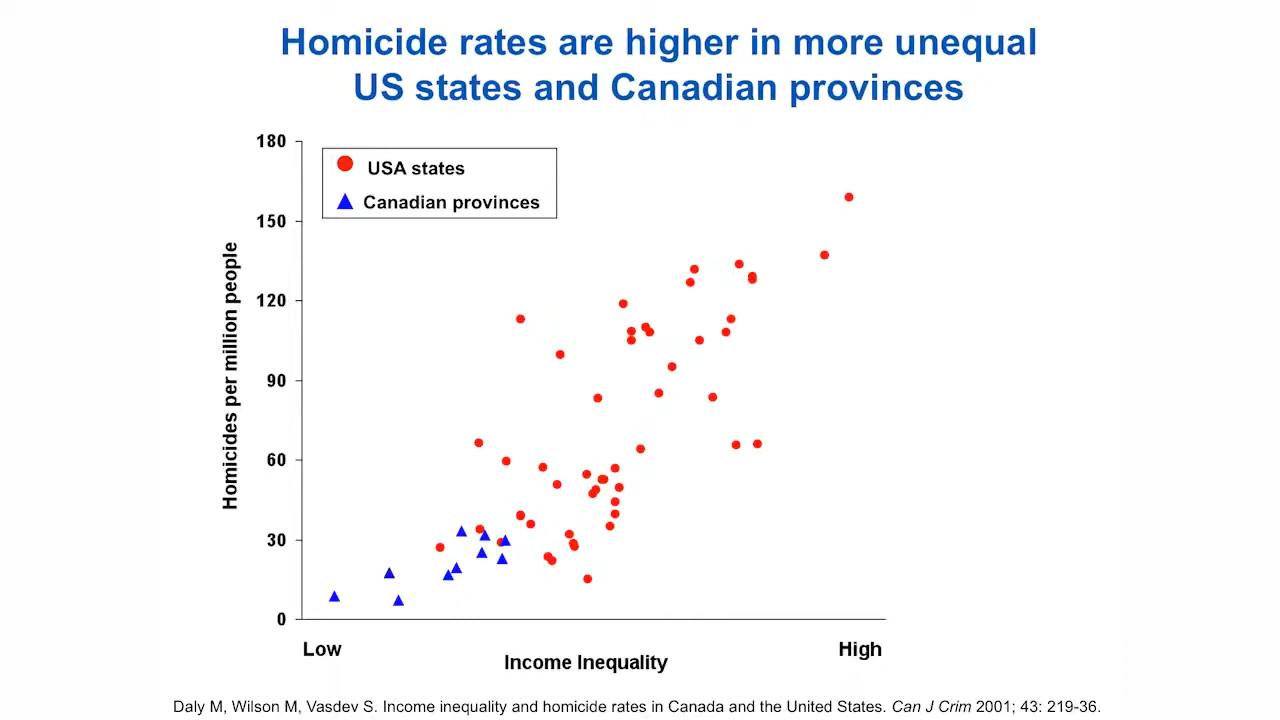 Homicide rates are higher in more unequal
US states and Canadian provinces
180
USA states
Canadian provinces
150
120
90
60
30
0
Homicides per million people
Low
High
Income Inequality
Daly M, Wilson M, Vasdev S. Income inequality and homicide rates in Canada and the United States. Can J Crim 2001; 43: 219-36.